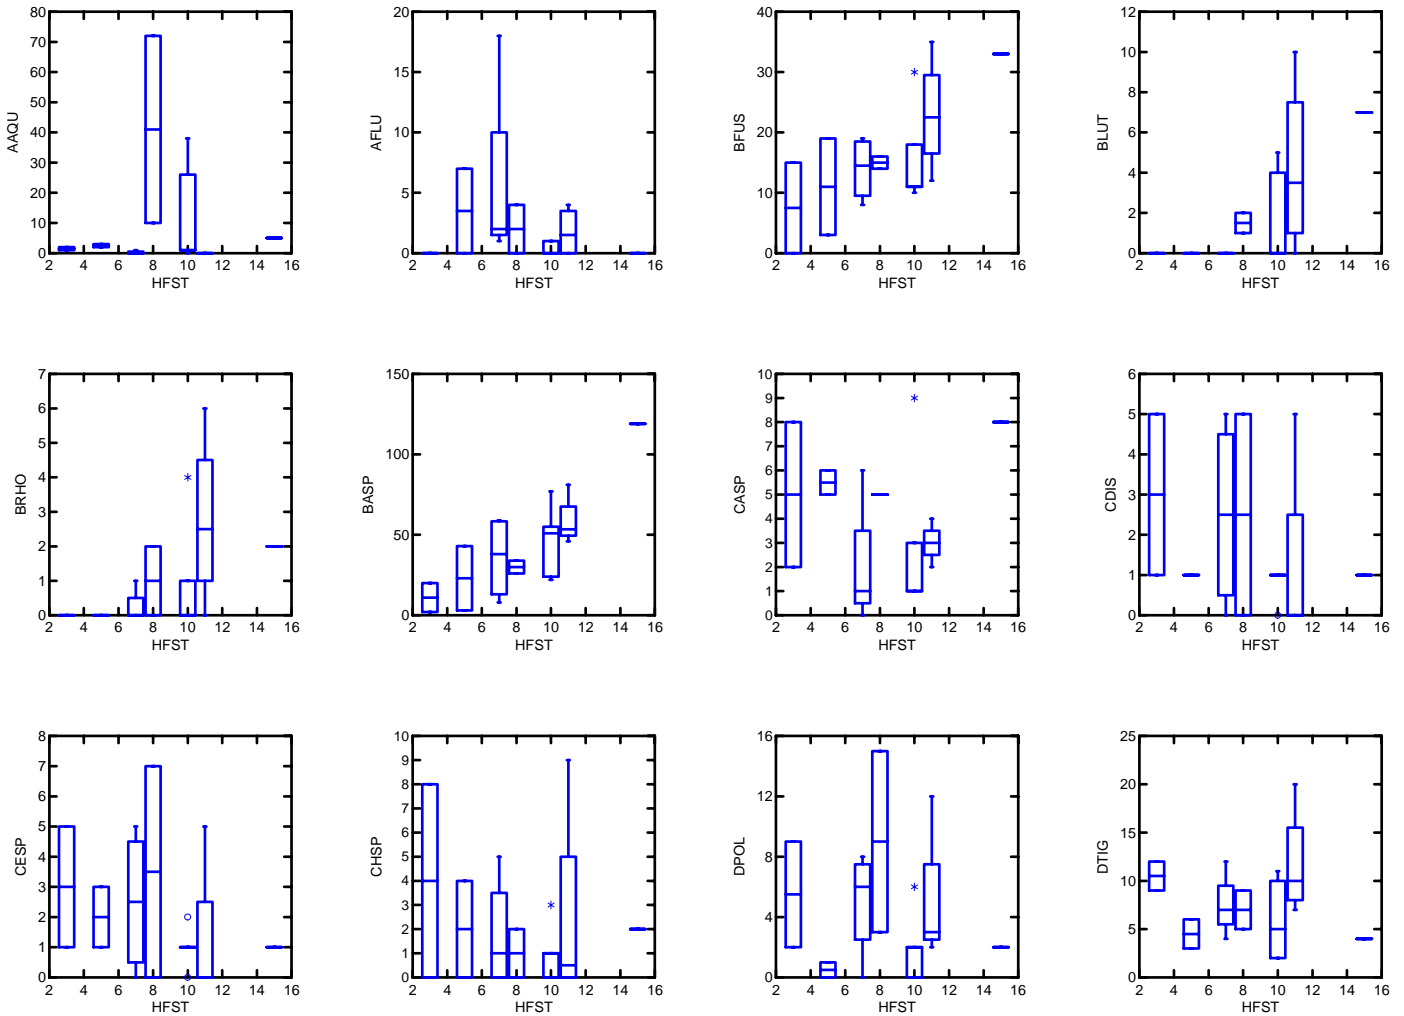 80 20 40 12
70 10
60 15 30
50 8
AAQU 40 AFLU 10 BFUS 20 BLUT 6
30 4
20 5 10
10 2
0 0 0 0
2 4 6 8 10 12 14 16 2 4 6 8 10 12 14 16 2 4 6 8 10 12 14 16 2 4 6 8 10 12 14 16
HFST HFST HFST HFST
7 150 10 6
6 9 5
5 100 8 4
4 7
BRHO BASP CASP 6 CDIS 3
3 5
2 50 4 2
3
1 2 1
1
0 0 0 0
2 4 6 8 10 12 14 16 2 4 6 8 10 12 14 16 2 4 6 8 10 12 14 16 2 4 6 8 10 12 14 16
HFST HFST HFST HFST
8 10 16 25
7 9
6 8 12 20
5 7
CESP 4 CHSP 6 DPOL 8 DTIG 15
5
3 4 10
2 3 4
1 2 5
1
0 0 0 0
2 4 6 8 10 12 14 16 2 4 6 8 10 12 14 16 2 4 6 8 10 12 14 16 2 4 6 8 10 12 14 16
HFST HFST HFST HFST